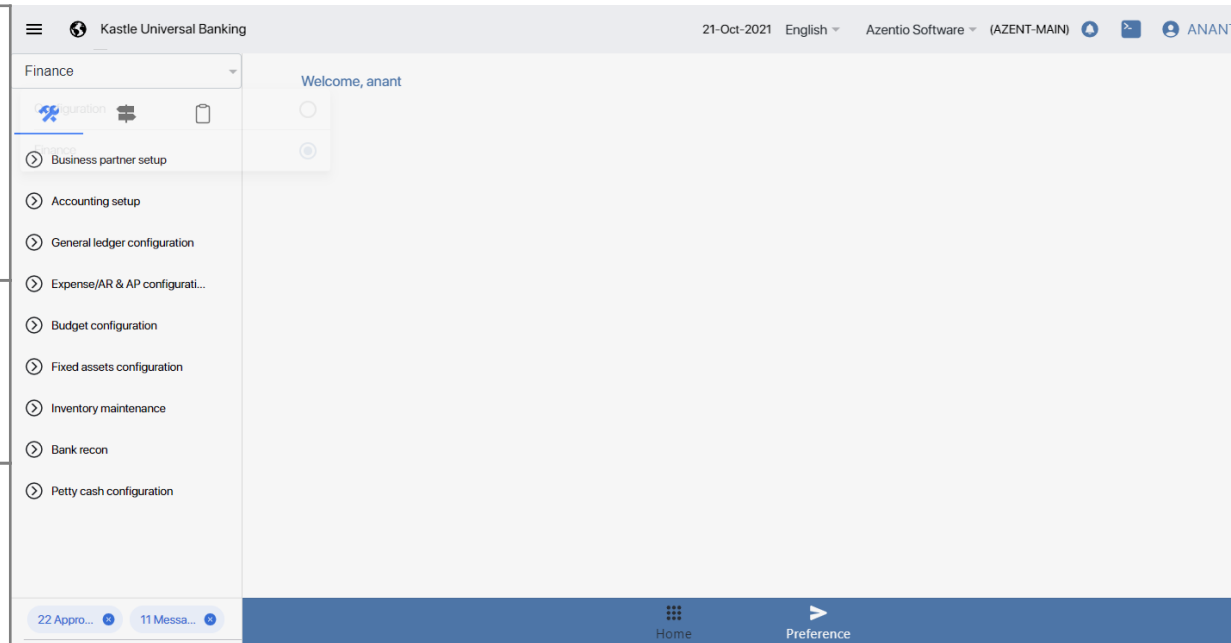 Kastle Universal Banking
21-Oct-2021 English Azentio Software (AZENT-MAIN) ANANT
Finance
Welcome, anant
Configuration
Finance
Business partner setup
Accounting setup
General ledger configuration
Expense/AR & AP configurati...
Budget configuration
Fixed assets configuration
Inventory maintenance
Bank recon
Petty cash configuration
22 Appro... 11 Messa...
Home Preference